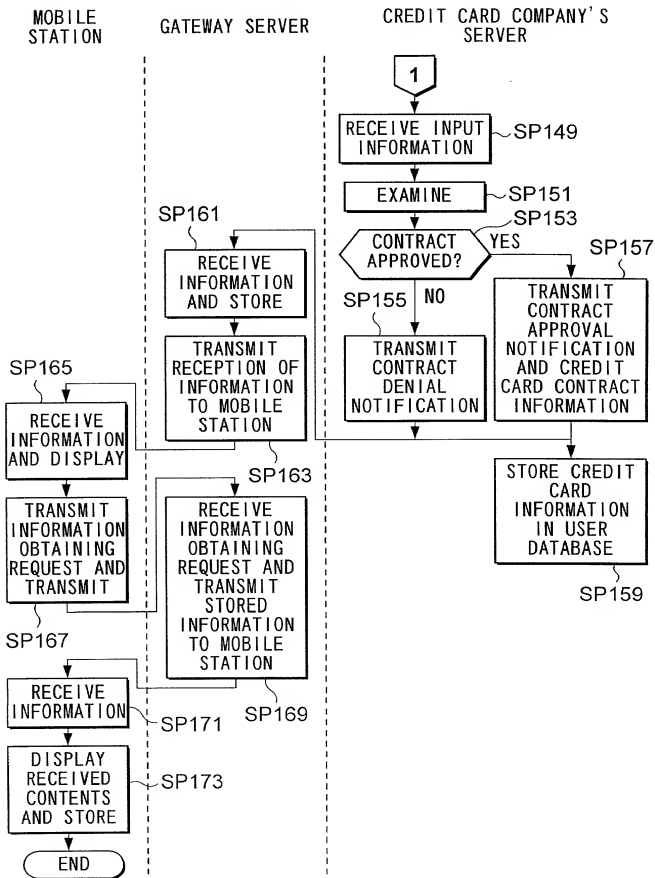 MOBILE
STATION
GATEWAY SERVER
CREDIT CARD COMPANY'S
SERVER
1
RECEIVE INPUT
INFORMATION
SP149
EXAMINE
SP151
SP153
CONTRACT
APPROVED?
YES
NO
SP157
TRANSMIT
CONTRACT
APPROVAL
NOTIFICATION
AND CREDIT
CARD CONTRACT
INFORMATION
SP155
TRANSMIT
CONTRACT
DENIAL
NOTIFICATION
STORE CREDIT
CARD
INFORMATION
IN USER
DATABASE
SP159
SP161
RECEIVE
INFORMATION
AND STORE
TRANSMIT
RECEPTION OF
INFORMATION
TO MOBILE
STATION
SP163
SP165
RECEIVE
INFORMATION
AND DISPLAY
TRANSMIT
INFORMATION
OBTAINING
REQUEST AND
TRANSMIT
SP167
RECEIVE
INFORMATION
OBTAINING
REQUEST AND
TRANSMIT
STORED
INFORMATION
TO MOBILE
STATION
SP169
RECEIVE
INFORMATION
SP171
DISPLAY
RECEIVED
CONTENTS
AND STORE
SP173
END